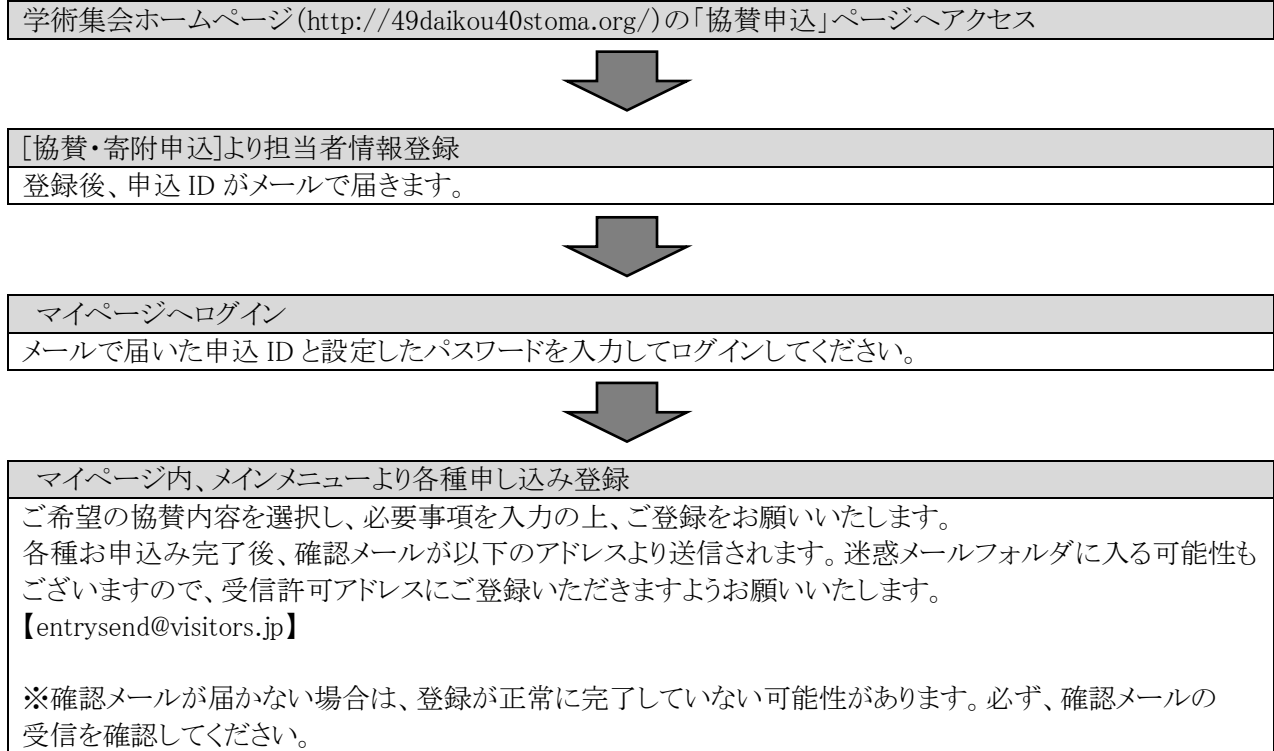 学術集会ホームページ(http://49daikou40stoma.org/)の「協賛申込」ページへアクセス
[協賛・寄附申込]より担当者情報登録
登録後、申込 ID がメールで届きます。
マイページへログイン
メールで届いた申込 ID と設定したパスワードを入力してログインしてください。
マイページ内、メインメニューより各種申し込み登録
ご希望の協賛内容を選択し、必要事項を入力の上、ご登録をお願いいたします。
各種お申込み完了後、確認メールが以下のアドレスより送信されます。迷惑メールフォルダに入る可能性も
ございますので、受信許可アドレスにご登録いただきますようお願いいたします。
【entrysend@visitors.jp】
※確認メールが届かない場合は、登録が正常に完了していない可能性があります。必ず、確認メールの
受信を確認してください。